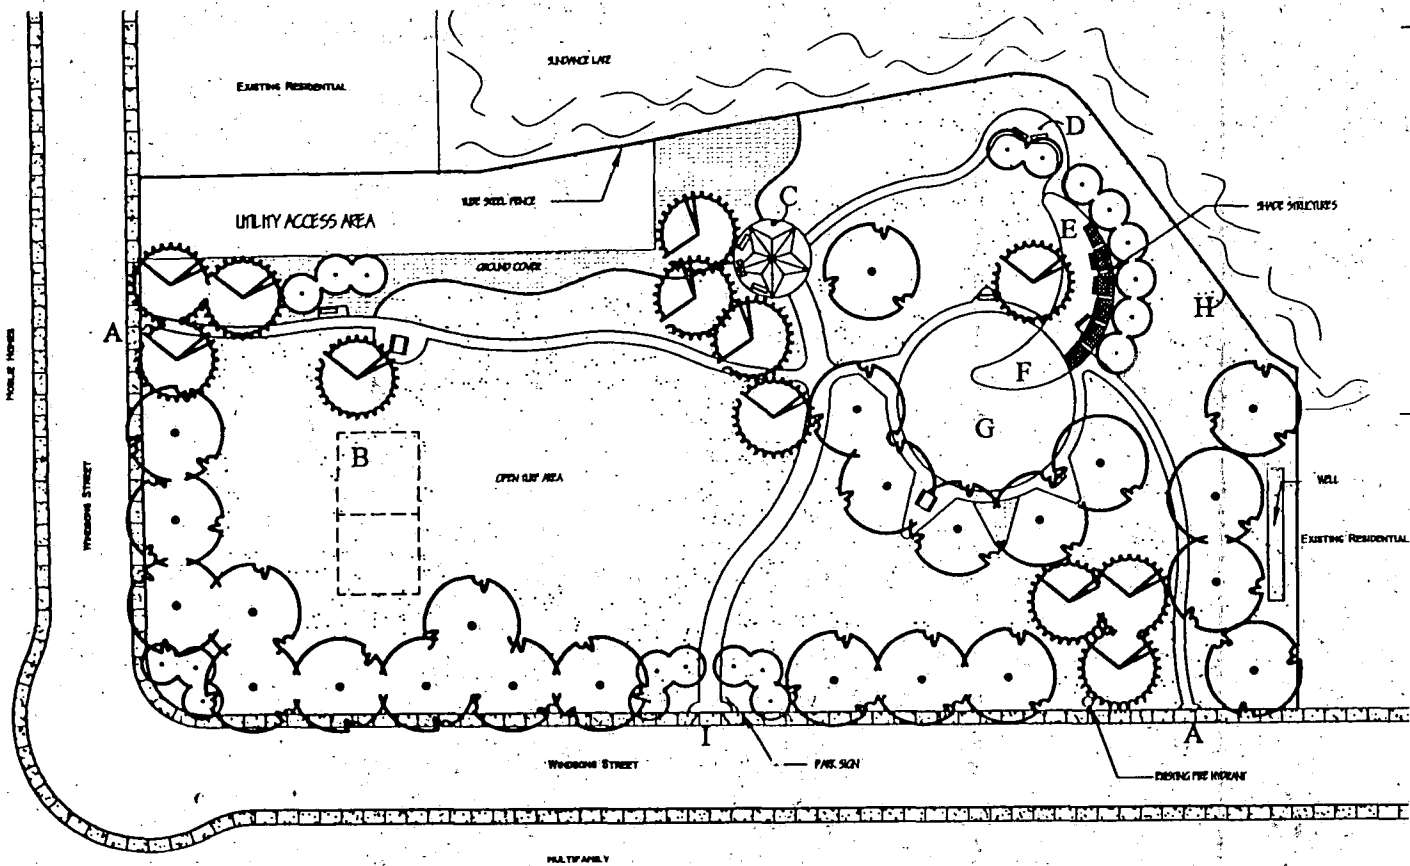 SUNDANCE LAKE
EXISTING RESIDENTIAL
D
TUBE STEEL FENCE
C
SHADE STRUCTURES
UTILITY ACCESS AREA
E
GROUND COVER
H
A
MOBILE HOMES
F
G
B
OPEN TURF AREA
WELL
WINDSONG STREET
EXISTING RESIDENTIAL
I
A
WINDSONG STREET
PARK SIGN
EXISTING FIRE HYDRANT
MULTIFAMILY